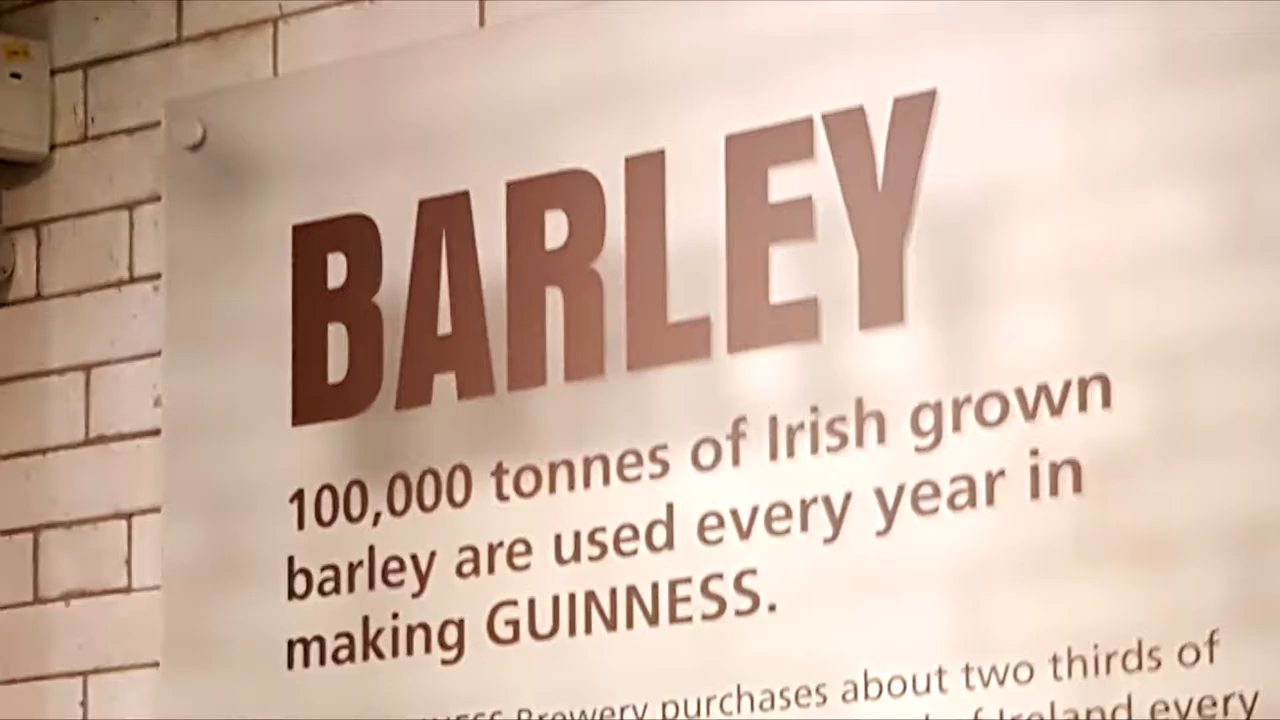 BARLEY
100,000 tonnes of Irish grown
barley are used every year in
making GUINNESS.
Brewery purchases about two thirds of
of Ireland every